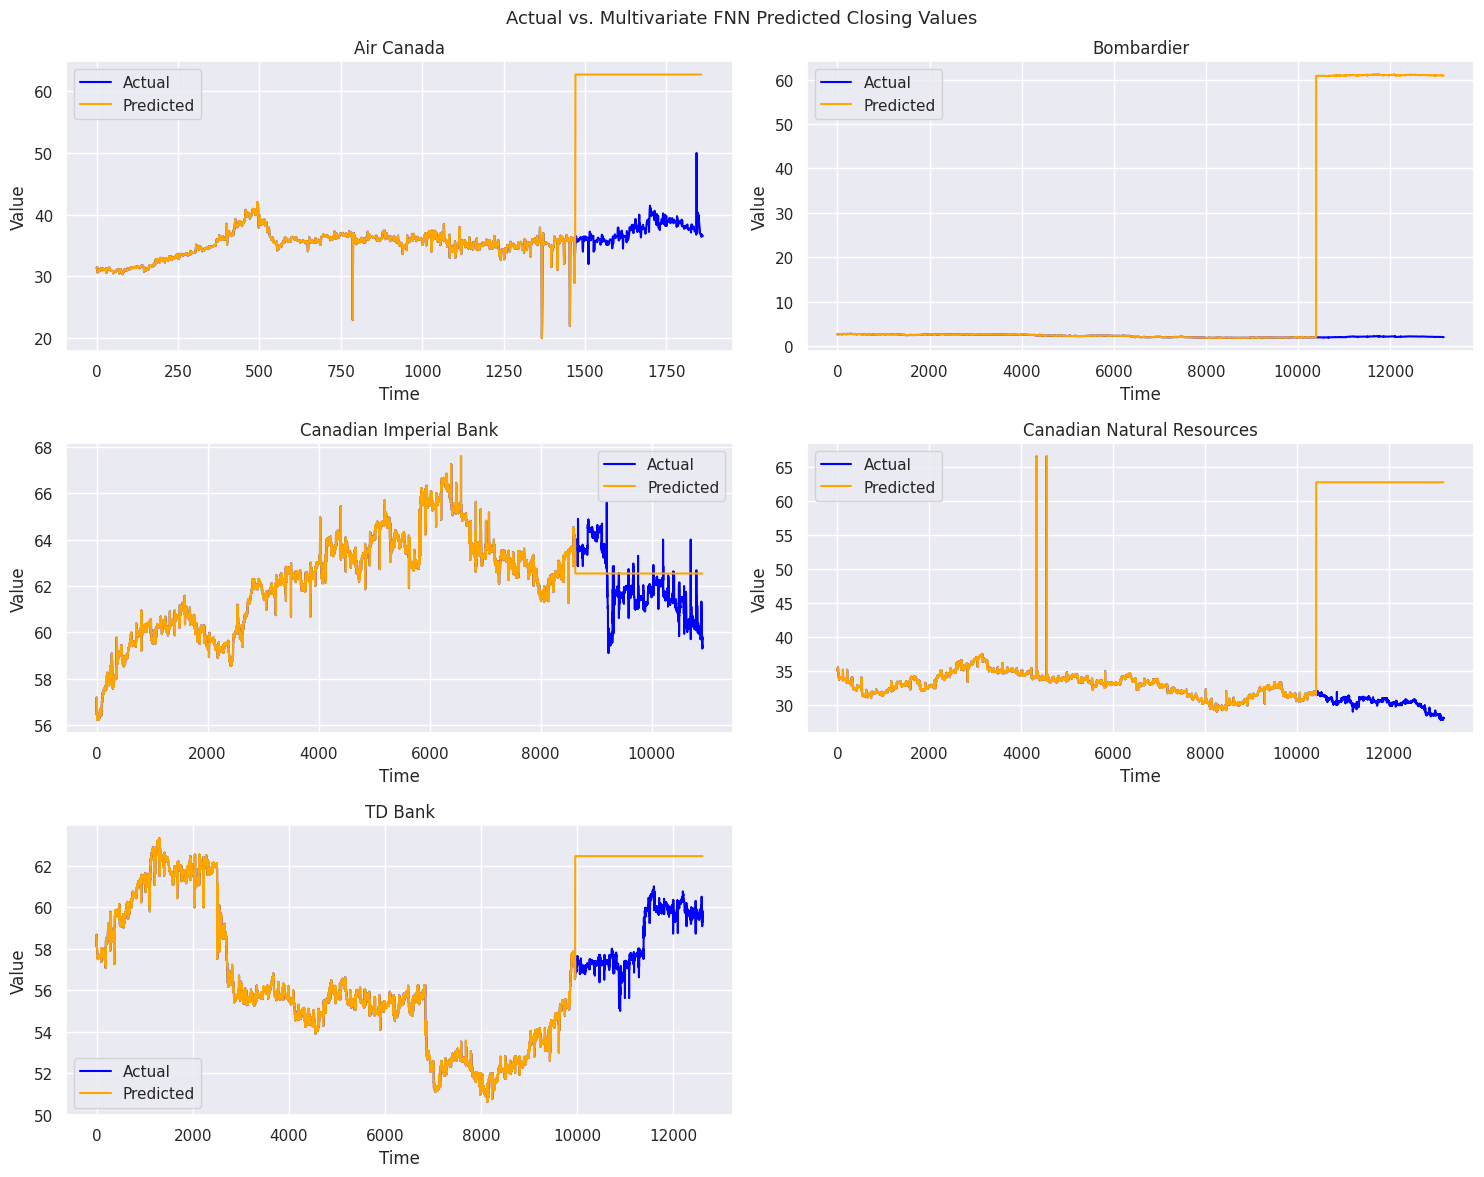 Actual vs. Multivariate FNN Predicted Closing Values
Air Canada
Actual
Predicted
Value
60
50
40
30
20
0 250 500 750 1000 1250 1500 1750
Time
Bombardier
Actual
Predicted
Value
60
50
40
30
20
10
0
0 2000 4000 6000 8000 10000 12000
Time
Canadian Imperial Bank
Actual
Predicted
Value
68
66
64
62
60
58
56
0 2000 4000 6000 8000 10000
Time
Canadian Natural Resources
Actual
Predicted
Value
65
60
55
50
45
40
35
30
0 2000 4000 6000 8000 10000 12000
Time
TD Bank
Actual
Predicted
Value
62
60
58
56
54
52
50
0 2000 4000 6000 8000 10000 12000
Time